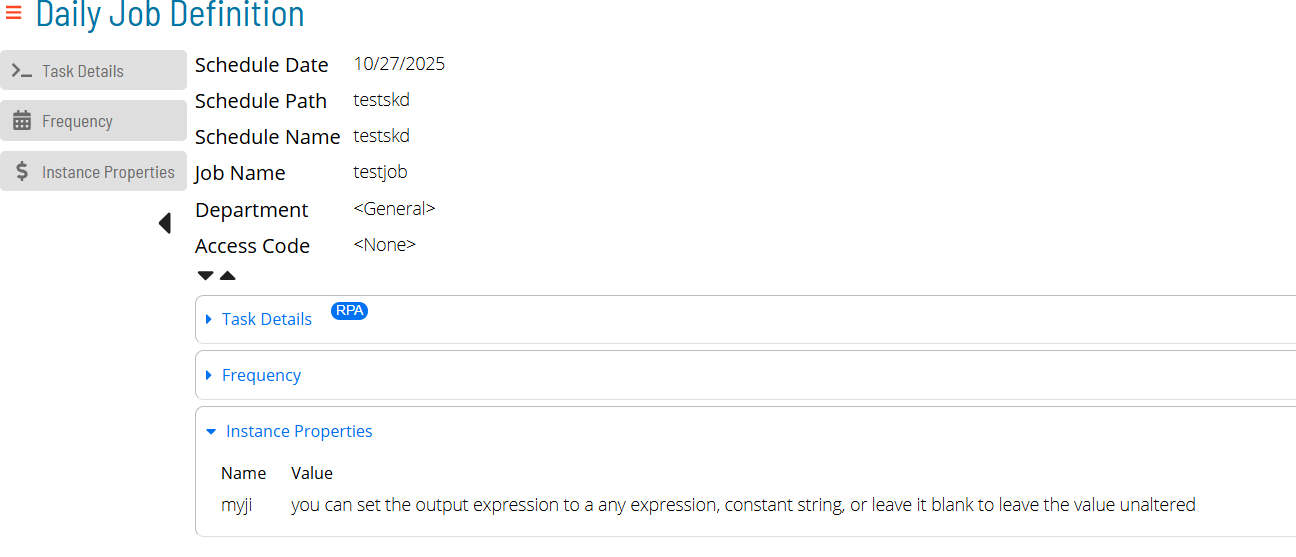 Daily Job Definition
Task Details
Frequency
Instance Properties
Schedule Date 10/27/2025
Schedule Path testskd
Schedule Name testskd
Job Name testjob
Department <General>
Access Code <None>
Task Details RPA
Frequency
Instance Properties
Name Value
myji you can set the output expression to a any expression, constant string, or leave it blank to leave the value unaltered